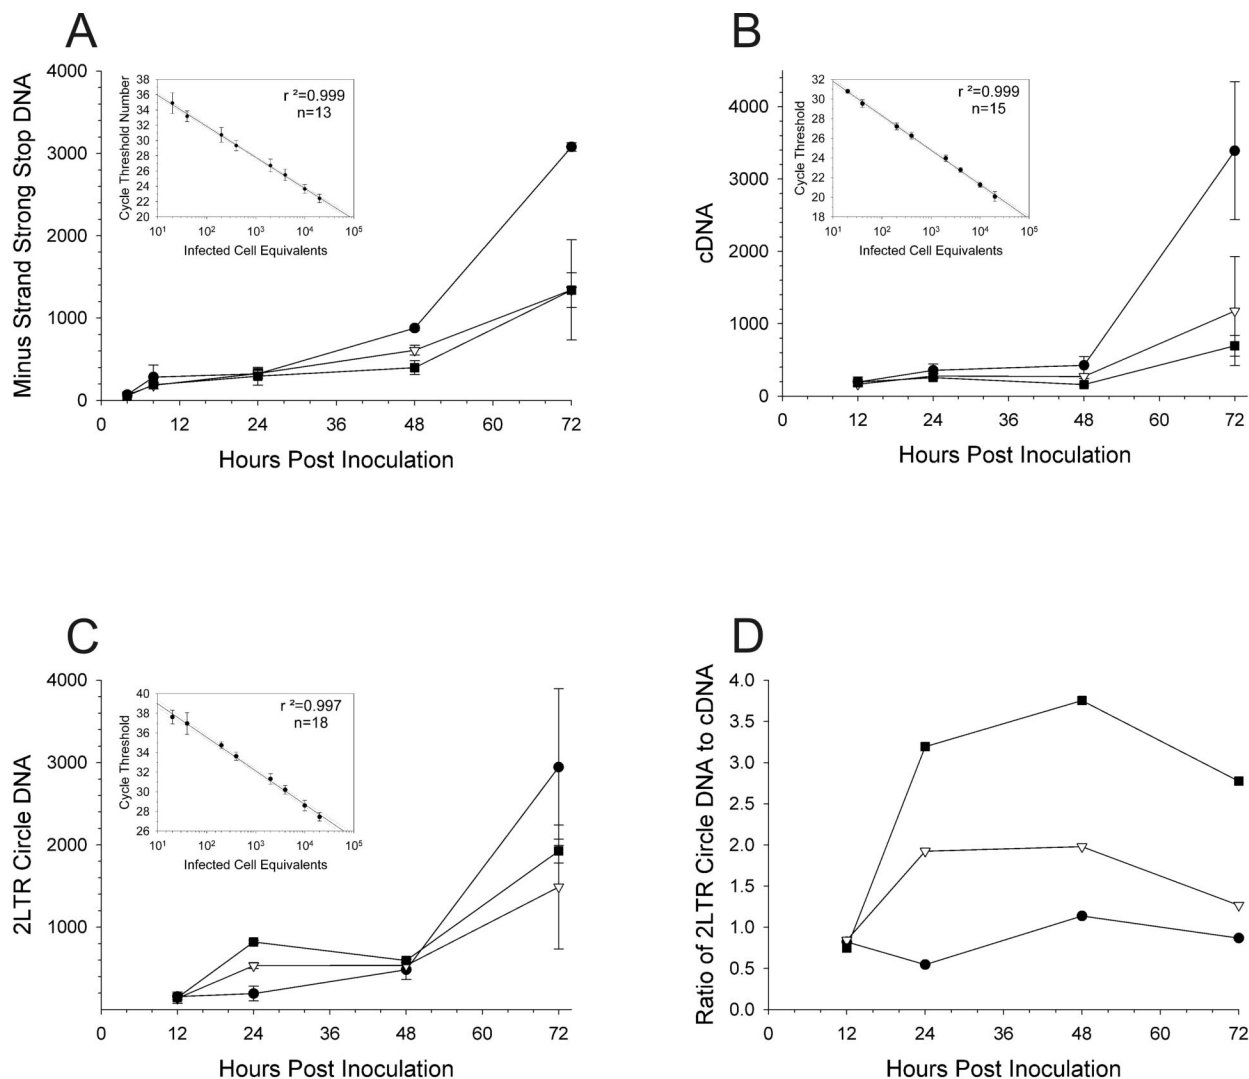 A
Minus Strand Strong Stop DNA
4000
3000
2000
1000
0
0 12 24 36 48 60 72
Hours Post Inoculation
Cycle Threshold Number
38
36
34
32
30
28
26
24
22
20
10¹ 10² 10³ 10⁴ 10⁵
Infected Cell Equivalents
r ²=0.999
n=13
B
cDNA
4000
3000
2000
1000
0
0 12 24 36 48 60 72
Hours Post Inoculation
Cycle Threshold
32
30
28
26
24
22
20
18
10¹ 10² 10³ 10⁴ 10⁵
Infected Cell Equivalents
r ²=0.999
n=15
C
2LTR Circle DNA
4000
3000
2000
1000
0 12 24 36 48 60 72
Hours Post Inoculation
Cycle Threshold
40
38
36
34
32
30
28
26
10¹ 10² 10³ 10⁴ 10⁵
Infected Cell Equivalents
r ²=0.997
n=18
D
Ratio of 2LTR Circle DNA to cDNA
4.0
3.5
3.0
2.5
2.0
1.5
1.0
0.5
0.0
0 12 24 36 48 60 72
Hours Post Inoculation